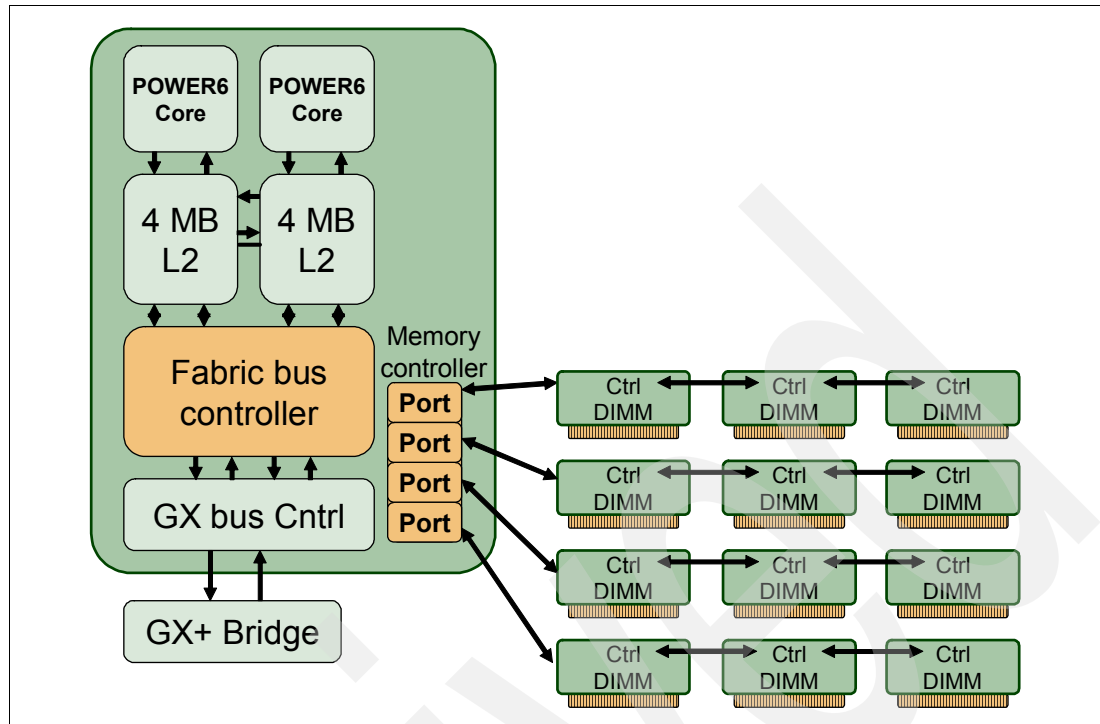 POWER6
Core
POWER6
Core
4 MB
L2
4 MB
L2
Fabric bus
controller
Memory
controller
Port
Port
Port
Port
GX bus Cntrl
GX+ Bridge
Ctrl
DIMM
Ctrl
DIMM
Ctrl
DIMM
Ctrl
DIMM
Ctrl
DIMM
Ctrl
DIMM
Ctrl
DIMM
Ctrl
DIMM
Ctrl
DIMM
Ctrl
DIMM
Ctrl
DIMM
Ctrl
DIMM